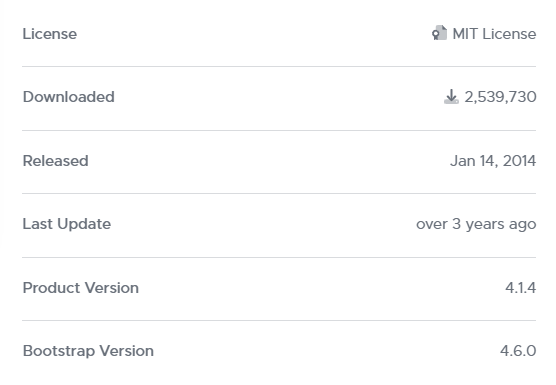 License MIT License
Downloaded 2,539,730
Released Jan 14, 2014
Last Update over 3 years ago
Product Version 4.1.4
Bootstrap Version 4.6.0